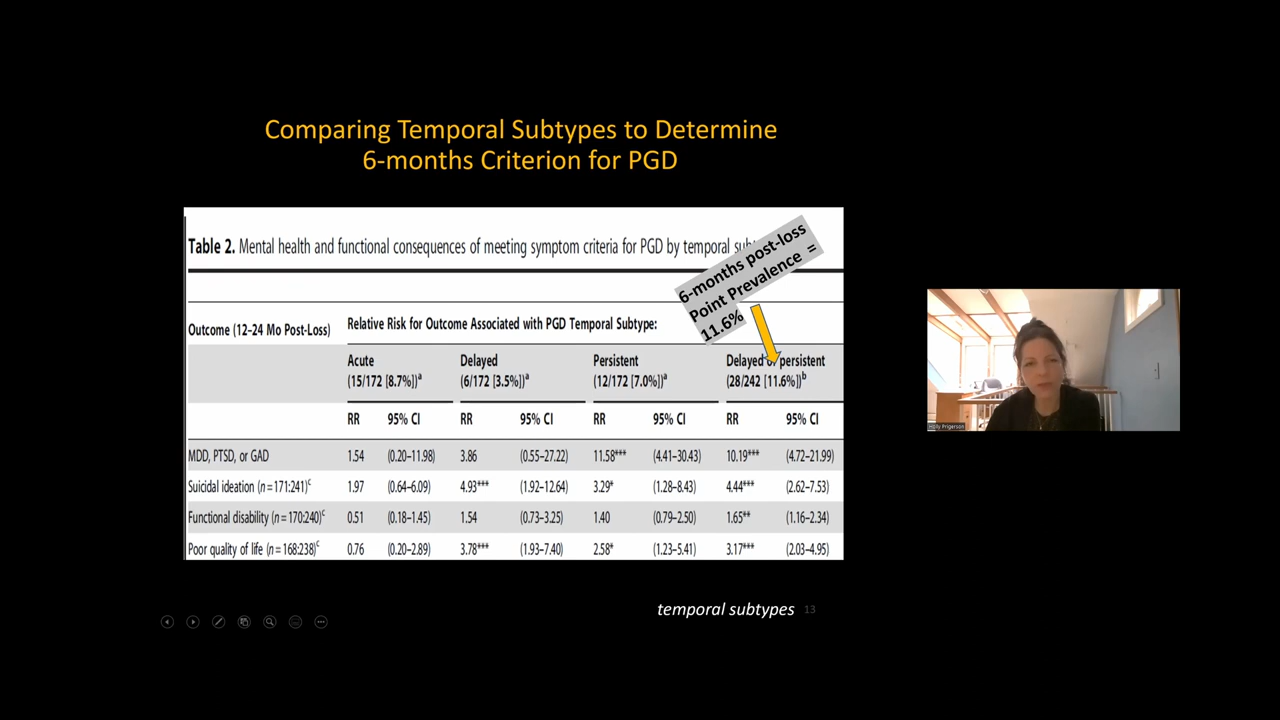 Comparing Temporal Subtypes to Determine
6-months Criterion for PGD
Table 2. Mental health and functional consequences of meeting symptom criteria for PGD by temporal
6-months post-loss
Point Prevalence =
11.6%
Outcome (12–24 Mo Post-Loss)
Relative Risk for Outcome Associated with PGD Temporal Subtype:
Acute Delayed Persistent Delayed or persistent
(15/172 [8.7%])a (6/172 [3.5%])a (12/172 [7.0%])a (28/242 [11.6%])b
RR 95% CI RR 95% CI RR 95% CI RR 95% CI
MDD, PTSD, or GAD 1.54 (0.20–11.98) 3.86 (0.55–27.22) 11.58*** (4.41–30.43) 10.19*** (4.72–21.99)
Suicidal ideation (n=171:241)c 1.97 (0.64–6.09) 4.93*** (1.92–12.64) 3.29* (1.28–8.43) 4.44*** (2.62–7.53)
Functional disability (n=170:240)c 0.51 (0.18–1.45) 1.54 (0.73–3.25) 1.40 (0.79–2.50) 1.65** (1.16–2.34)
Poor quality of life (n=168:238)c 0.76 (0.20–2.89) 3.78*** (1.93–7.40) 2.58* (1.23–5.41) 3.17*** (2.03–4.95)
temporal subtypes 13
Holly Prigerson